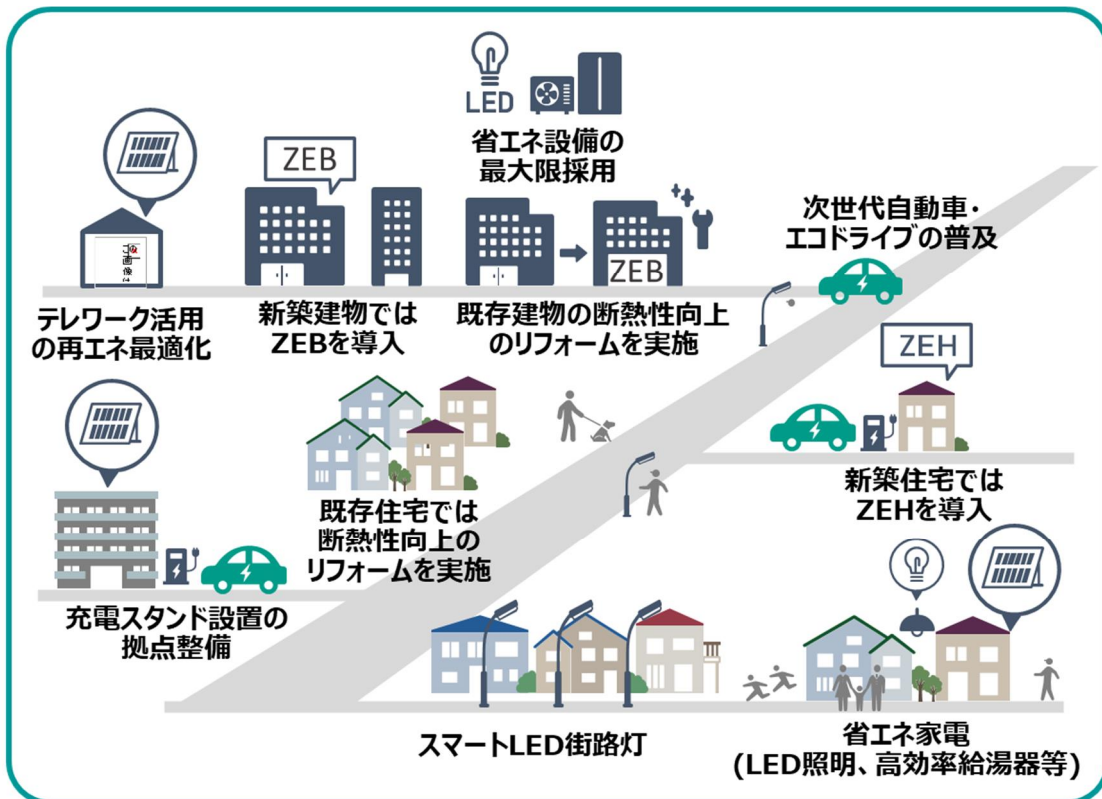 LED
省エネ設備の
最大限採用
ZEB
ZEB
テレワーク活用
の再エネ最適化
新築建物では
ZEBを導入
既存建物の断熱性向上
のリフォームを実施
次世代自動車・
エコドライブの普及
ZEH
新築住宅では
ZEHを導入
既存住宅では
断熱性向上の
リフォームを実施
充電スタンド設置の
拠点整備
スマートLED街路灯
省エネ家電
(LED照明、高効率給湯器等)